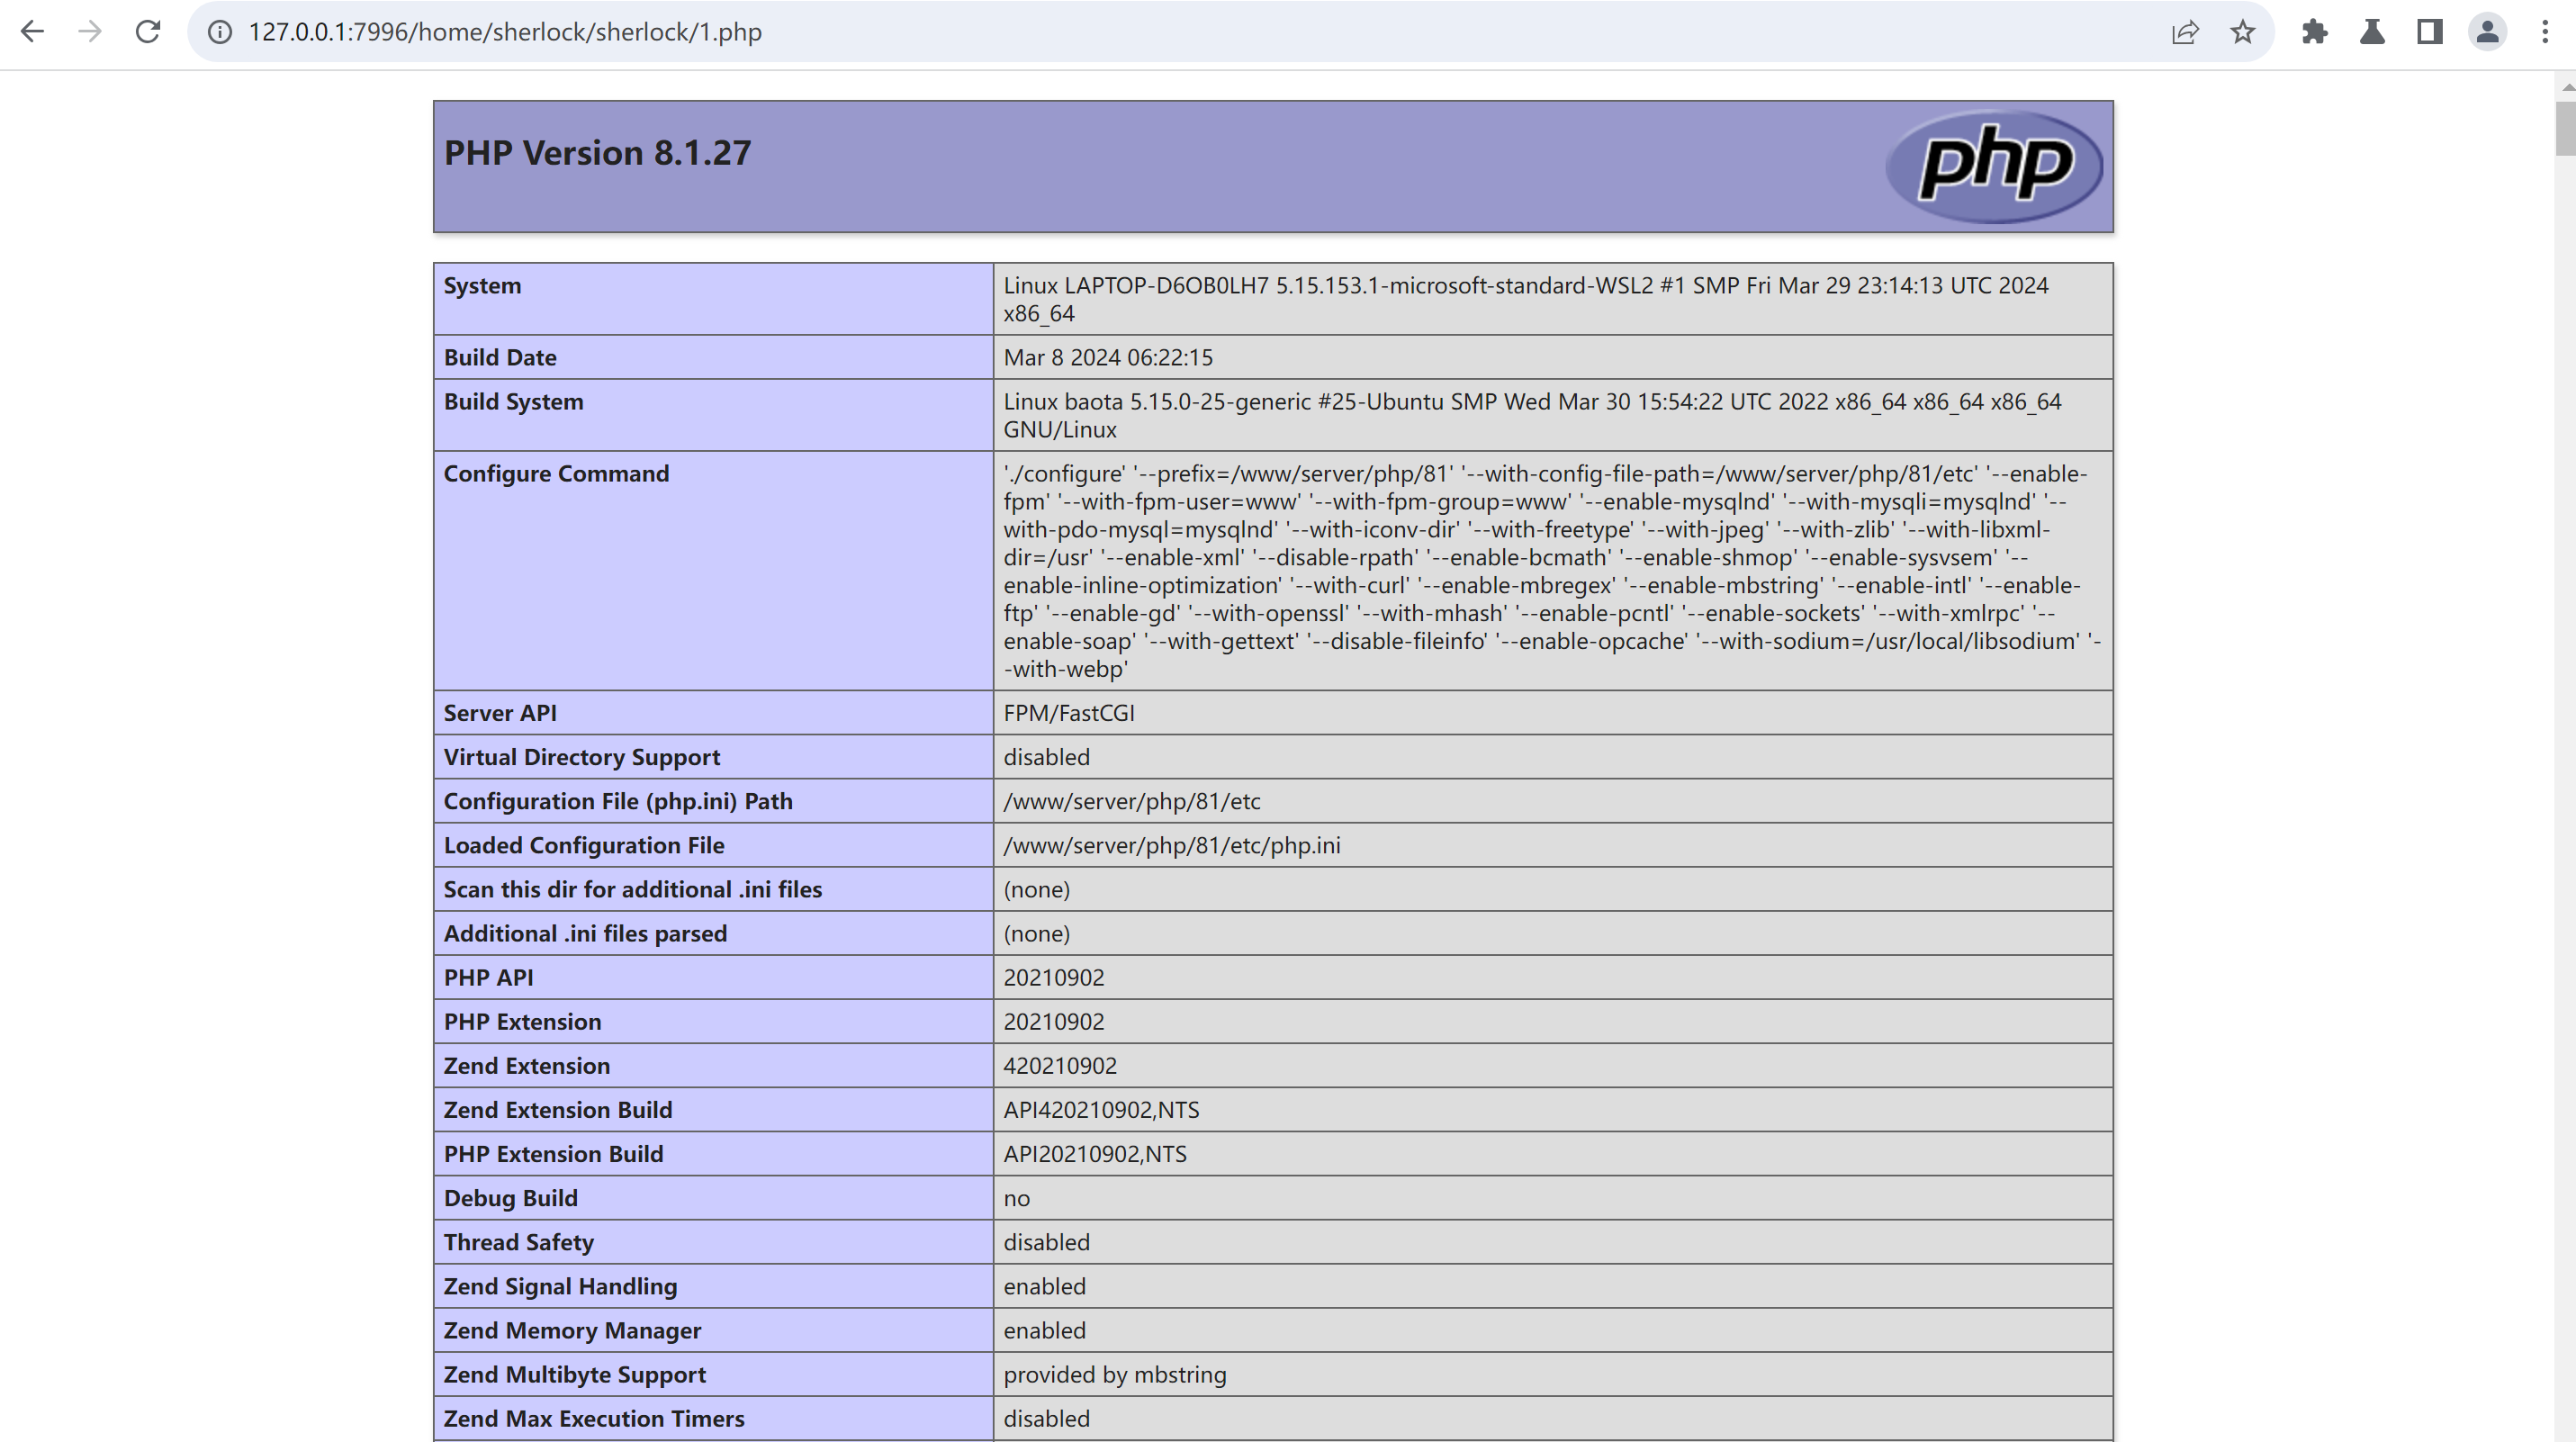 127.0.0.1:7996/home/sherlock/sherlock/1.php
PHP Version 8.1.27
php
System
Linux LAPTOP-D6OB0LH7 5.15.153.1-microsoft-standard-WSL2 #1 SMP Fri Mar 29 23:14:13 UTC 2024
x86_64
Build Date
Mar 8 2024 06:22:15
Build System
Linux baota 5.15.0-25-generic #25-Ubuntu SMP Wed Mar 30 15:54:22 UTC 2022 x86_64 x86_64 x86_64
GNU/Linux
Configure Command
'./configure' '--prefix=/www/server/php/81' '--with-config-file-path=/www/server/php/81/etc' '--enable-
fpm' '--with-fpm-user=www' '--with-fpm-group=www' '--enable-mysqlnd' '--with-mysqli=mysqlnd' '--
with-pdo-mysql=mysqlnd' '--with-iconv-dir' '--with-freetype' '--with-jpeg' '--with-zlib' '--with-libxml-
dir=/usr' '--enable-xml' '--disable-rpath' '--enable-bcmath' '--enable-shmop' '--enable-sysvsem' '--
enable-inline-optimization' '--with-curl' '--enable-mbregex' '--enable-mbstring' '--enable-intl' '--enable-
ftp' '--enable-gd' '--with-openssl' '--with-mhash' '--enable-pcntl' '--enable-sockets' '--with-xmlrpc' '--
enable-soap' '--with-gettext' '--disable-fileinfo' '--enable-opcache' '--with-sodium=/usr/local/libsodium' '-
-with-webp'
Server API
FPM/FastCGI
Virtual Directory Support
disabled
Configuration File (php.ini) Path
/www/server/php/81/etc
Loaded Configuration File
/www/server/php/81/etc/php.ini
Scan this dir for additional .ini files
(none)
Additional .ini files parsed
(none)
PHP API
20210902
PHP Extension
20210902
Zend Extension
420210902
Zend Extension Build
API420210902,NTS
PHP Extension Build
API20210902,NTS
Debug Build
no
Thread Safety
disabled
Zend Signal Handling
enabled
Zend Memory Manager
enabled
Zend Multibyte Support
provided by mbstring
Zend Max Execution Timers
disabled